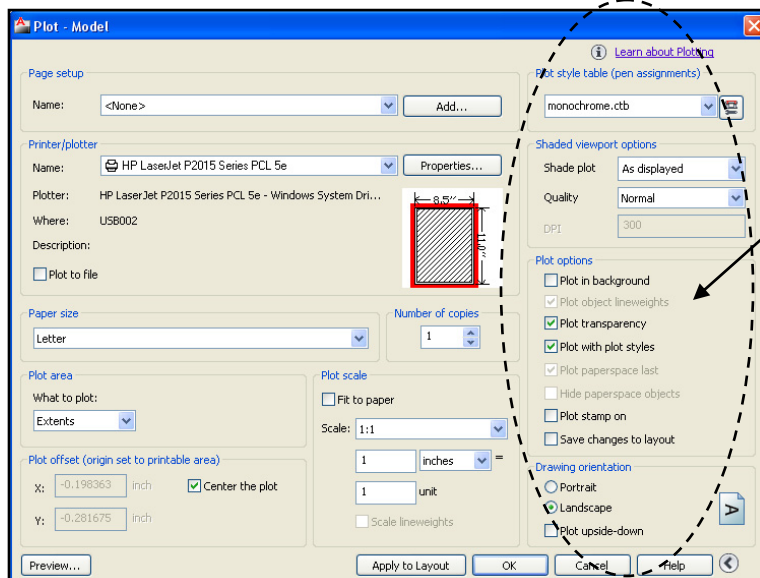 Plot - Model
Learn about Plotting
Page setup
Name: <None> Add...
Plot style table (pen assignments)
monochrome.ctb
Printer/plotter
Name: HP LaserJet P2015 Series PCL 5e Properties...
Plotter: HP LaserJet P2015 Series PCL 5e - Windows System Dri...
Where: USB002
Description:
Plot to file
8.5''
11.0''
Shaded viewport options
Shade plot As displayed
Quality Normal
DPI 300
Paper size
Letter
Number of copies
1
Plot options
Plot in background
Plot object lineweights
Plot transparency
Plot with plot styles
Plot paperspace last
Hide paperspace objects
Plot stamp on
Save changes to layout
Plot area
What to plot:
Extents
Plot scale
Fit to paper
Scale: 1:1
1 inches =
1 unit
Scale lineweights
Plot offset (origin set to printable area)
X: -0.198363 inch Center the plot
Y: -0.281675 inch
Drawing orientation
Portrait
Landscape
Plot upside-down
A
Preview... Apply to Layout OK Cancel Help